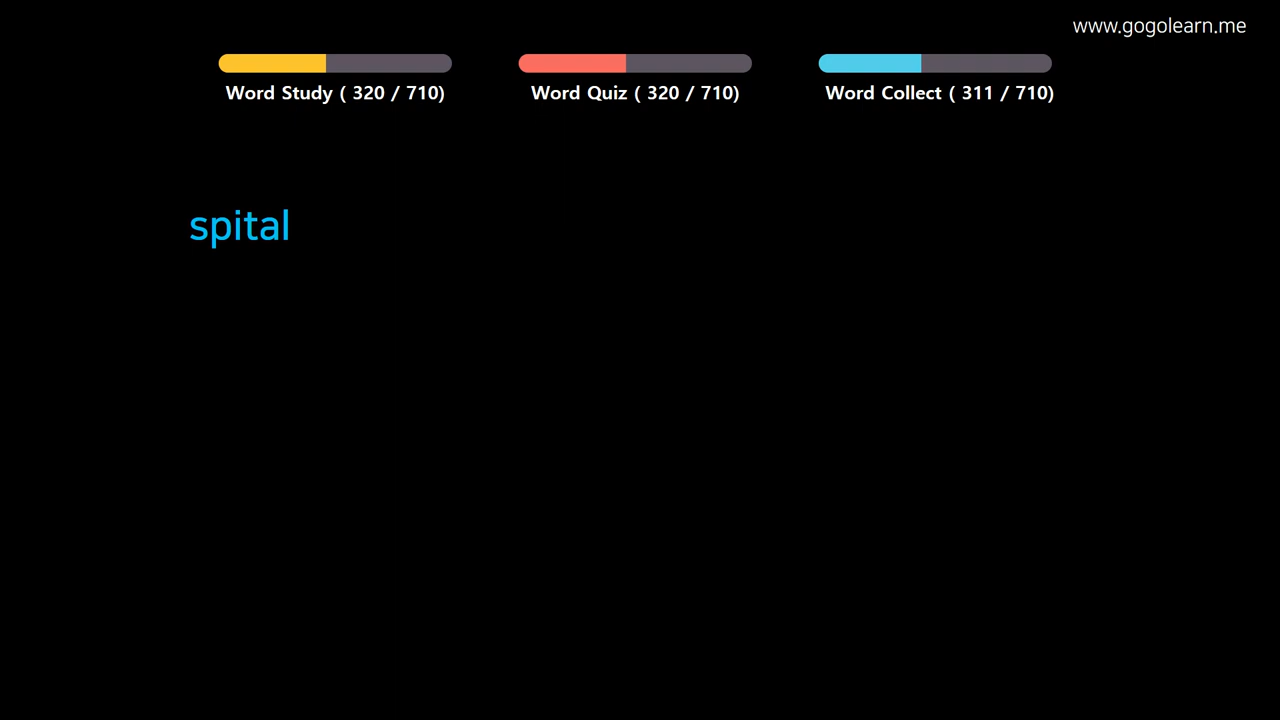 www.gogolearn.me
Word Study ( 320 / 710)
Word Quiz ( 320 / 710)
Word Collect ( 311 / 710)
spital